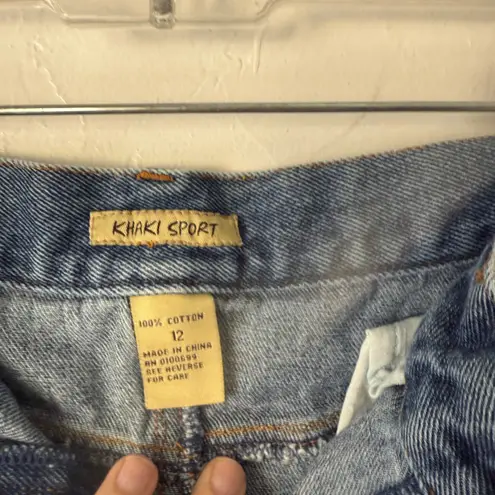 KHAKI SPORT
100% COTTON
12
MADE IN CHINA
RN 0100699
SEE REVERSE
FOR CARE